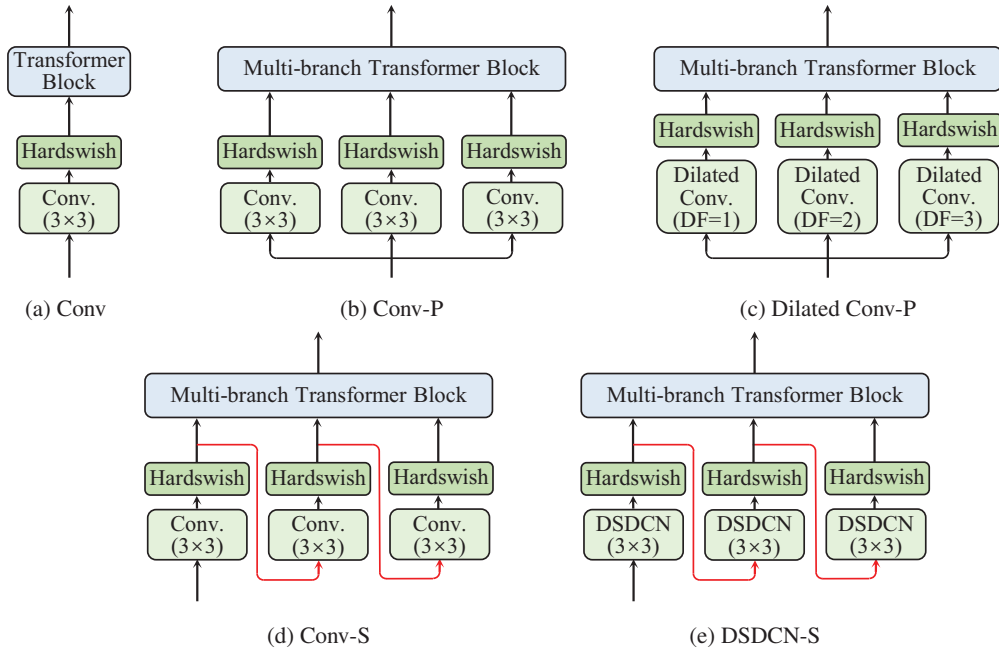 Transformer
Block
Hardswish
Conv.
(3×3)
(a) Conv
Multi-branch Transformer Block
Hardswish
Hardswish
Hardswish
Conv.
(3×3)
Conv.
(3×3)
Conv.
(3×3)
(b) Conv-P
Multi-branch Transformer Block
Hardswish
Hardswish
Hardswish
Dilated
Conv.
(DF=1)
Dilated
Conv.
(DF=2)
Dilated
Conv.
(DF=3)
(c) Dilated Conv-P
Multi-branch Transformer Block
Hardswish
Hardswish
Hardswish
Conv.
(3×3)
Conv.
(3×3)
Conv.
(3×3)
(d) Conv-S
Multi-branch Transformer Block
Hardswish
Hardswish
Hardswish
DSDCN
(3×3)
DSDCN
(3×3)
DSDCN
(3×3)
(e) DSDCN-S